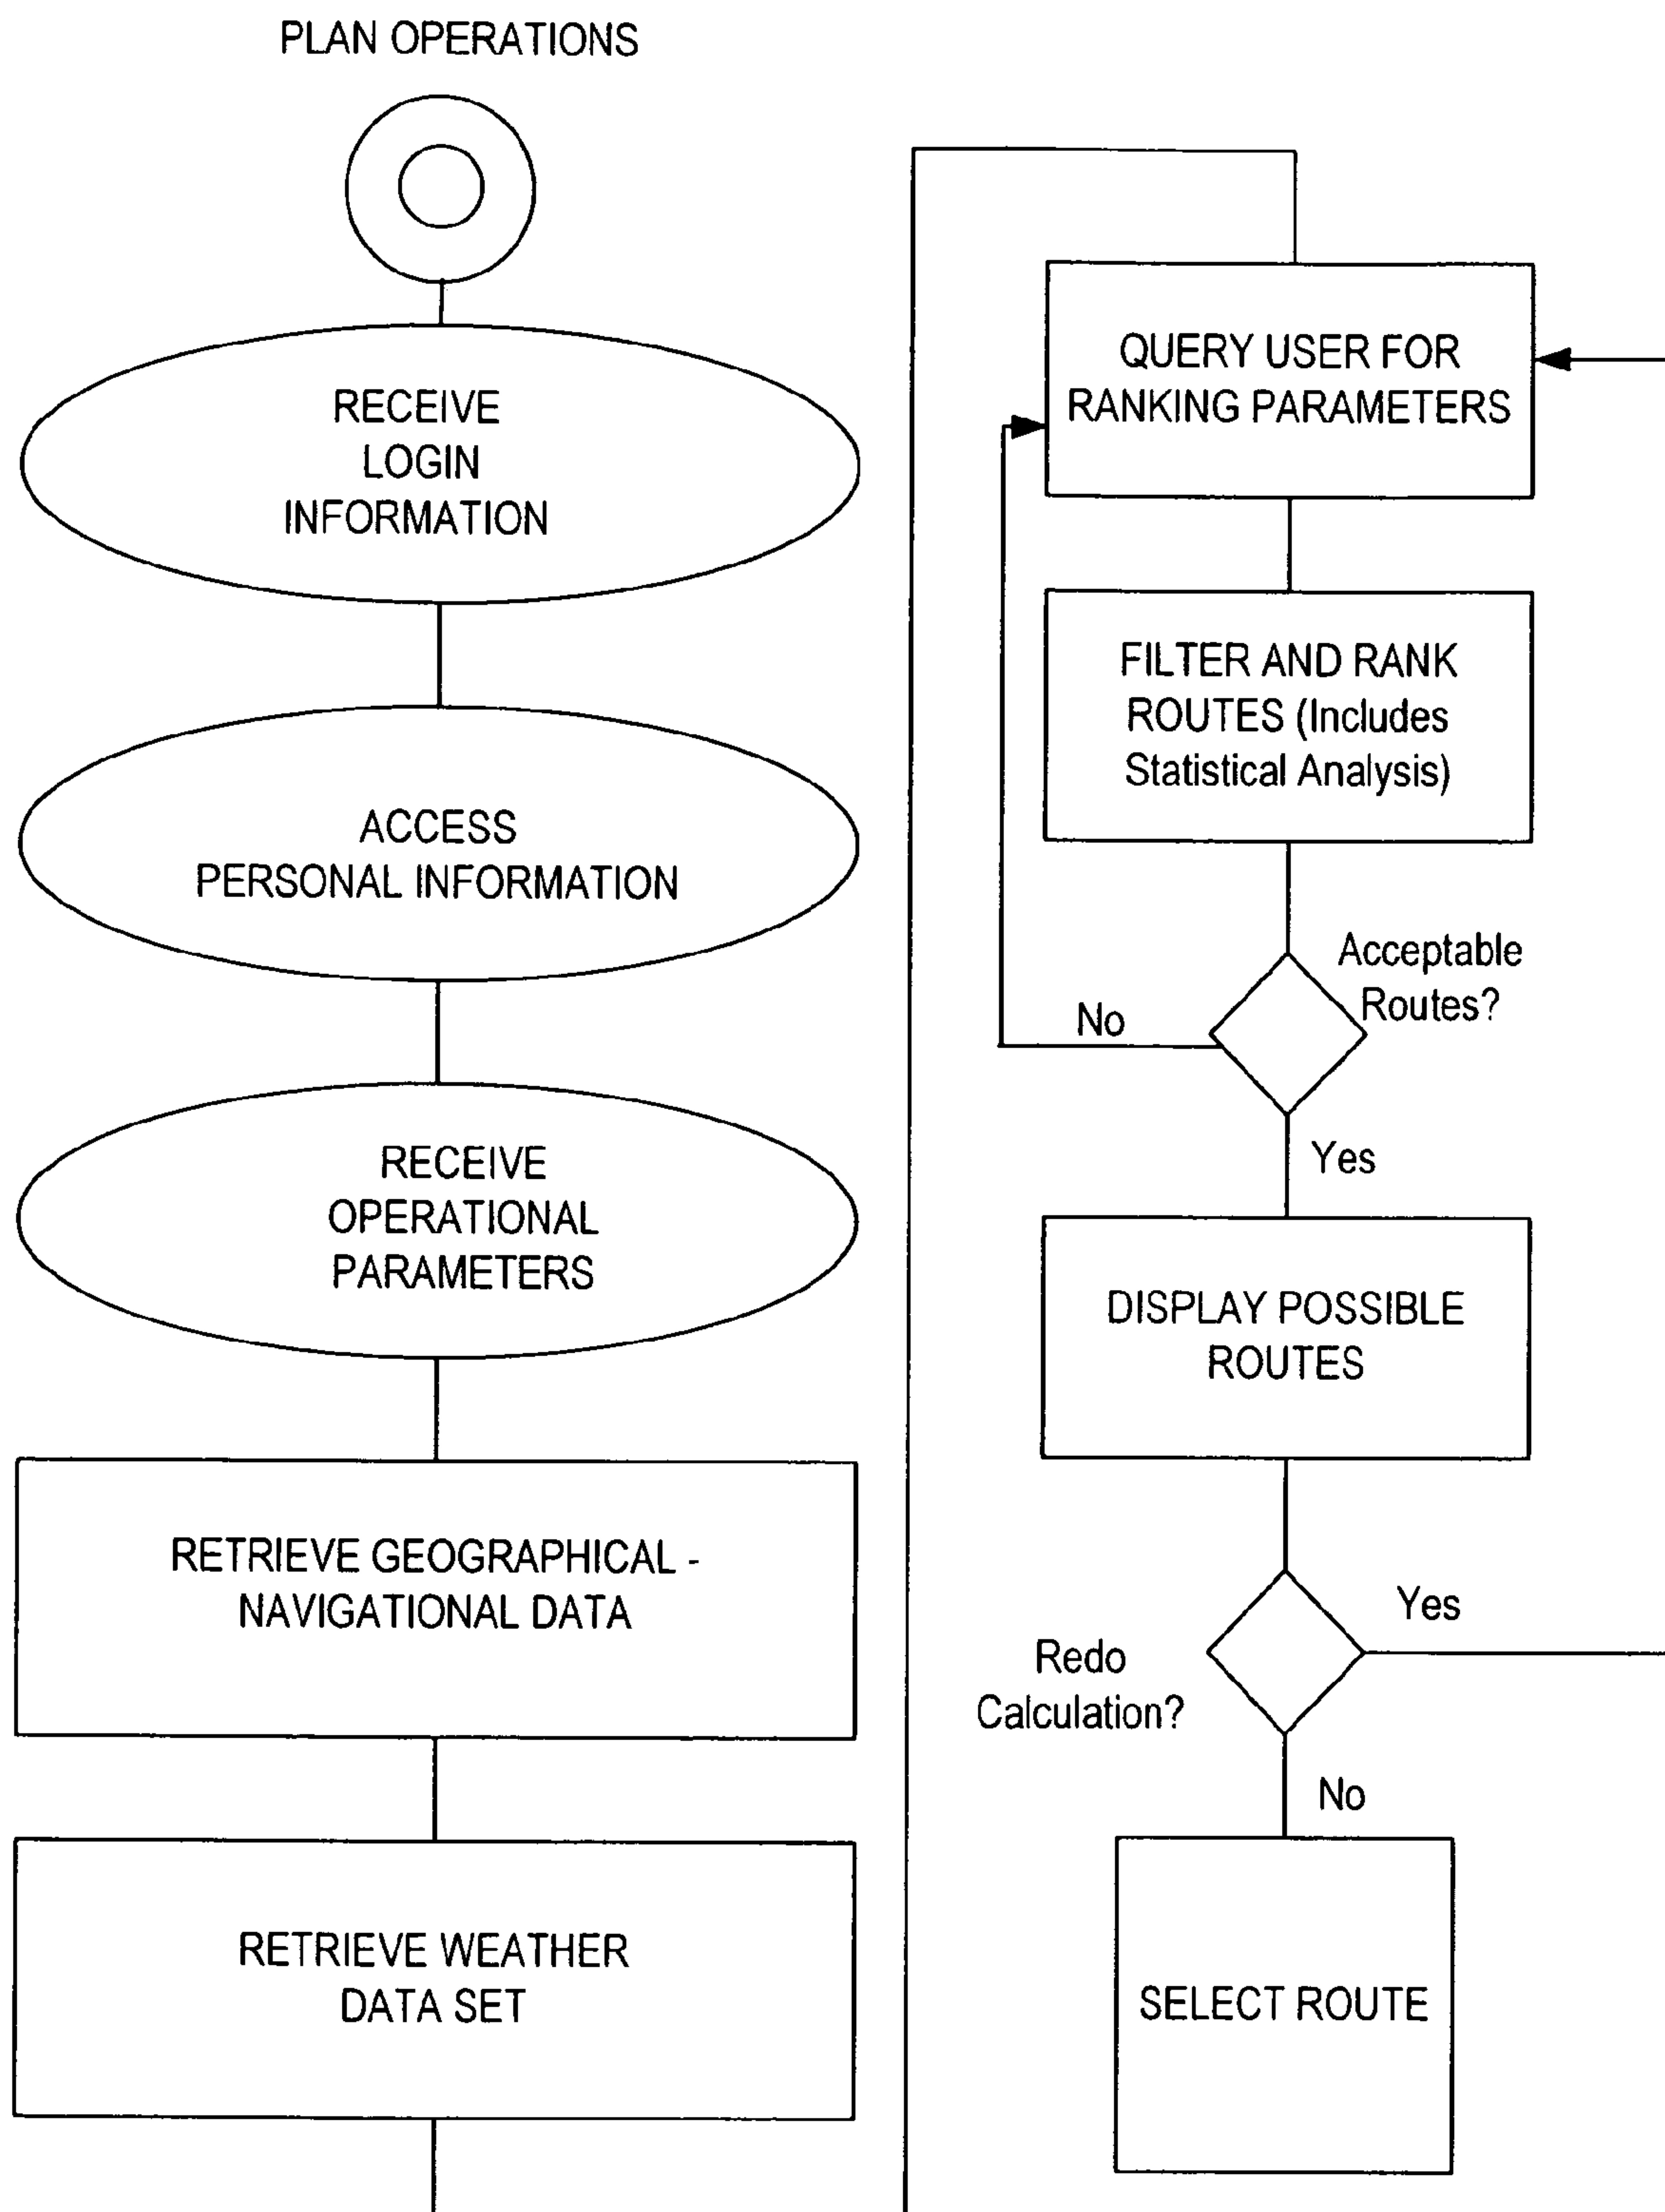 PLAN OPERATIONS
RECEIVE
LOGIN
INFORMATION
ACCESS
PERSONAL INFORMATION
RECEIVE
OPERATIONAL
PARAMETERS
RETRIEVE GEOGRAPHICAL -
NAVIGATIONAL DATA
RETRIEVE WEATHER
DATA SET
QUERY USER FOR
RANKING PARAMETERS
FILTER AND RANK
ROUTES (Includes
Statistical Analysis)
Acceptable
Routes?
No
Yes
DISPLAY POSSIBLE
ROUTES
Yes
Redo
Calculation?
No
SELECT ROUTE